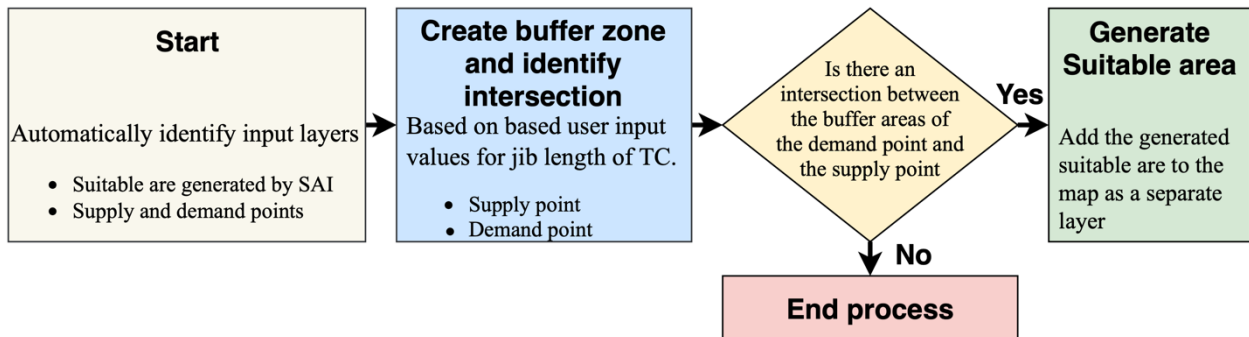 Start
Automatically identify input layers
• Suitable are generated by SAI
• Supply and demand points
Create buffer zone
and identify
intersection
Based on based user input
values for jib length of TC.
• Supply point
• Demand point
Is there an
intersection between
the buffer areas of
the demand point and
the supply point
Yes
No
End process
Generate
Suitable area
Add the generated
suitable are to the
map as a separate
layer